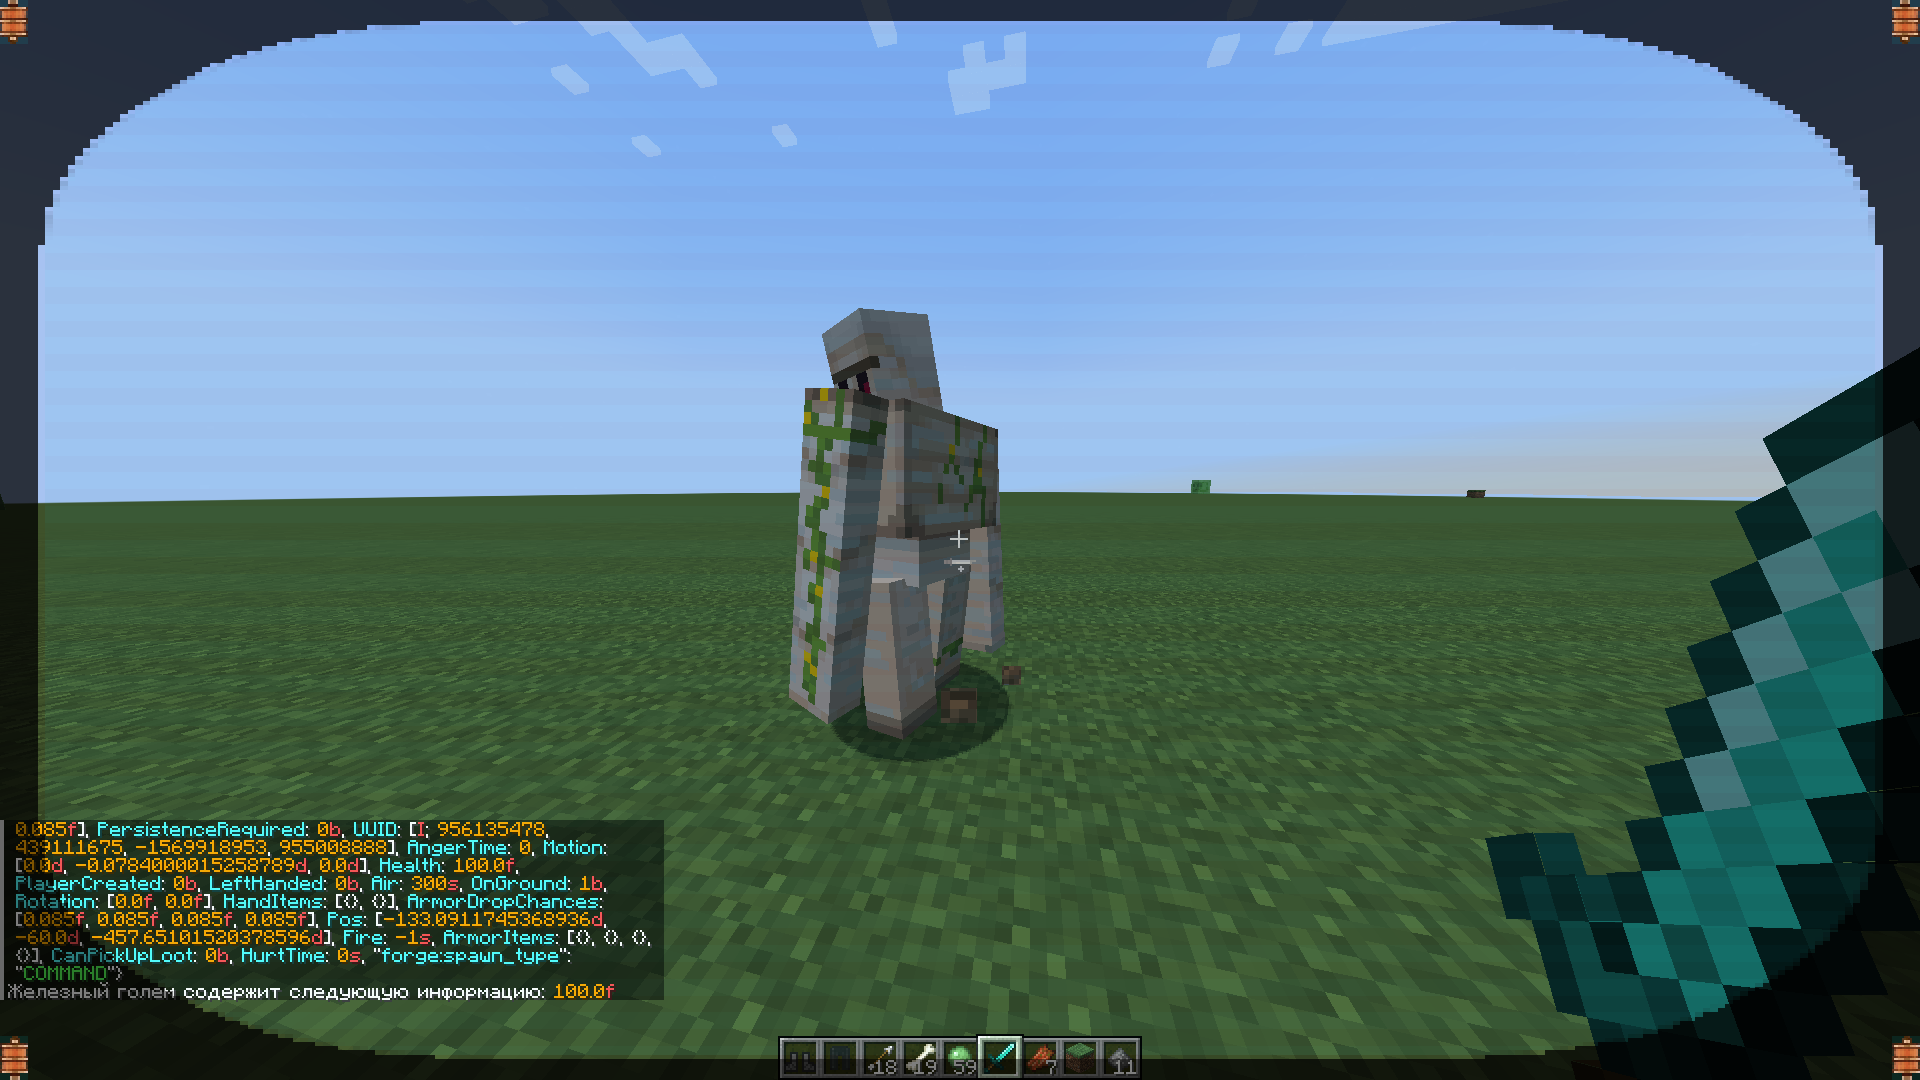 0.085f], PersistenceRequired: 0b, UUID: [I; 956135478,
439111675, -1569918953, 955008888], AngerTime: 0, Motion:
[0.0d, -0.0784000015258789d, 0.0d], Health: 100.0f,
PlayerCreated: 0b, LeftHanded: 0b, Air: 300s, OnGround: 1b,
Rotation: [0.0f, 0.0f], HandItems: [{}, {}], ArmorDropChances:
[0.085f, 0.085f, 0.085f, 0.085f], Pos: [-133.09117453689​36d,
-60.0d, -457.65101520378596d], Fire: -1s, ArmorItems: [{}, {}, {},
{}], CanPickUpLoot: 0b, HurtTime: 0s, "forge:spawn_type":
"COMMAND"}
Железный голем содержит следующую информацию: 100.0f
18 19 59 7 11